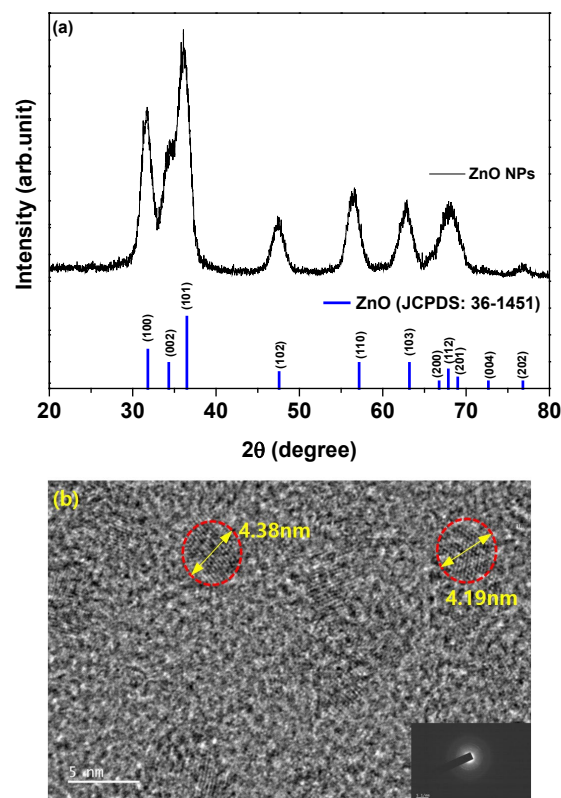 (a)
Intensity (arb.unit)
ZnO NPs
ZnO (JCPDS: 36-1451)
(100)
(002)
(101)
(102)
(110)
(103)
(200)
(112)
(201)
(004)
(202)
20 30 40 50 60 70 80
2θ (degree)
(b)
4.38nm
4.19nm
5 nm